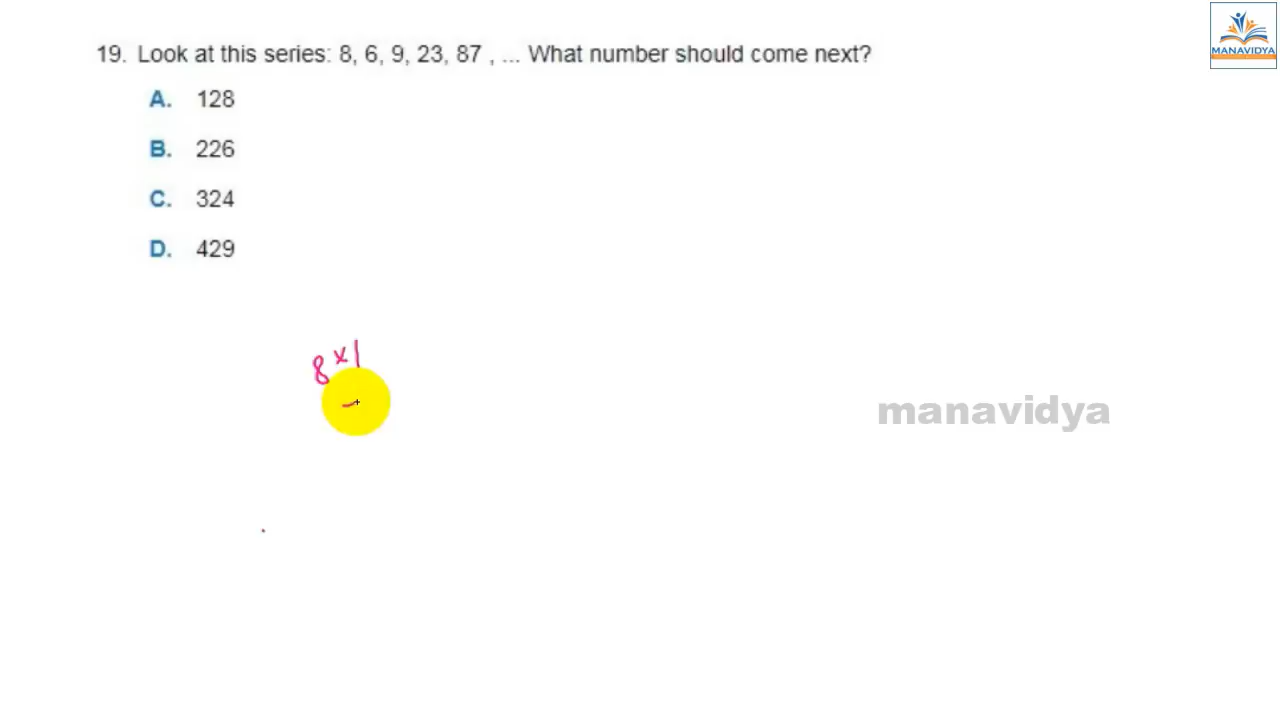 MANAVIDYA
19. Look at this series: 8, 6, 9, 23, 87 , ... What number should come next?
A. 128
B. 226
C. 324
D. 429
8 × 1
manavidya